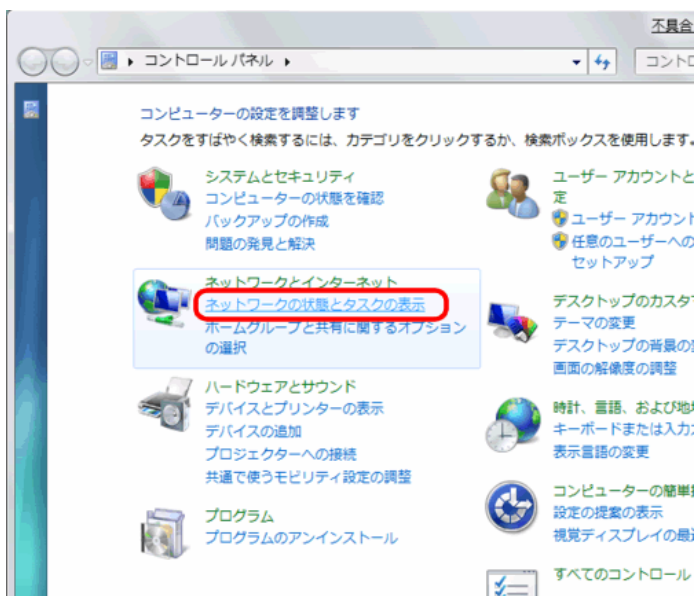 不具合
コントロール パネル
コントロ
コンピューターの設定を調整します
タスクをすばやく検索するには、カテゴリをクリックするか、検索ボックスを使用します。
システムとセキュリティ
コンピューターの状態を確認
バックアップの作成
問題の発見と解決
ネットワークとインターネット
ネットワークの状態とタスクの表示
ホームグループと共有に関するオプション
の選択
ハードウェアとサウンド
デバイスとプリンターの表示
デバイスの追加
プロジェクターへの接続
共通で使うモビリティ設定の調整
プログラム
プログラムのアンインストール
ユーザー アカウントと
定
ユーザー アカウント
任意のユーザーへの
セットアップ
デスクトップのカスタ
テーマの変更
デスクトップの背景の
画面の解像度の調整
時計、言語、および地
キーボードまたは入力
表示言語の変更
コンピューターの簡単
設定の提案の表示
視覚ディスプレイの最
すべてのコントロール